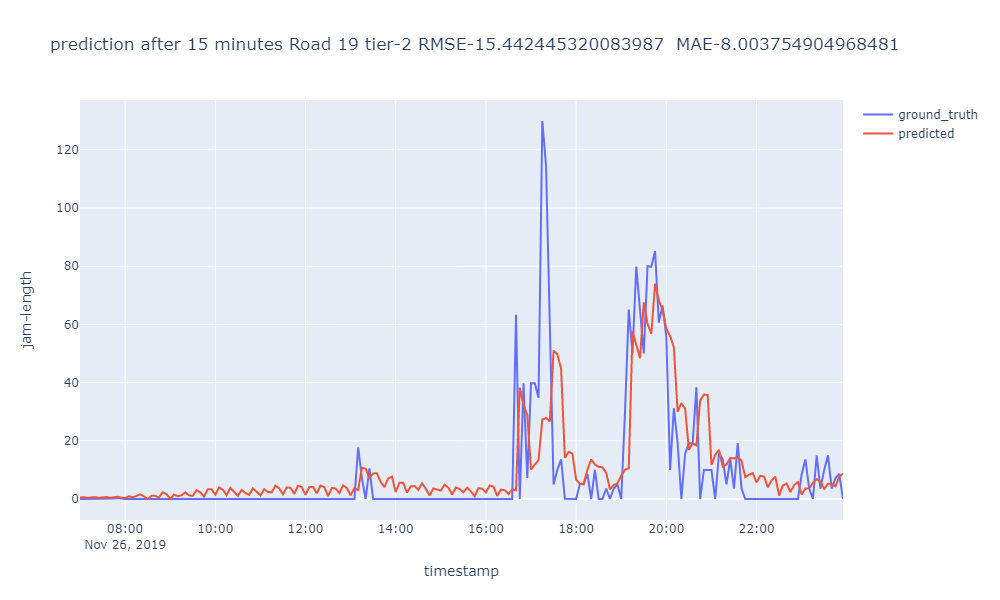 prediction after 15 minutes Road 19 tier-2 RMSE-15.442445320083987  MAE-8.003754904968481
ground_truth
predicted
120
100
80
60
40
20
0
jam-length
08:00 10:00 12:00 14:00 16:00 18:00 20:00 22:00
Nov 26, 2019
timestamp